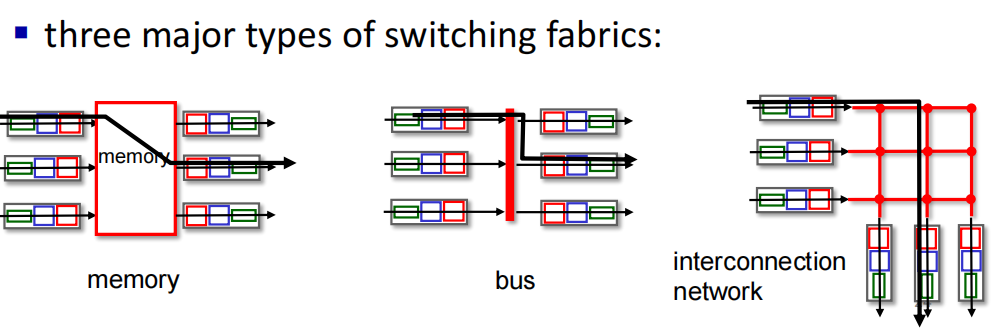 three major types of switching fabrics:
memory
memory
bus
interconnection
network